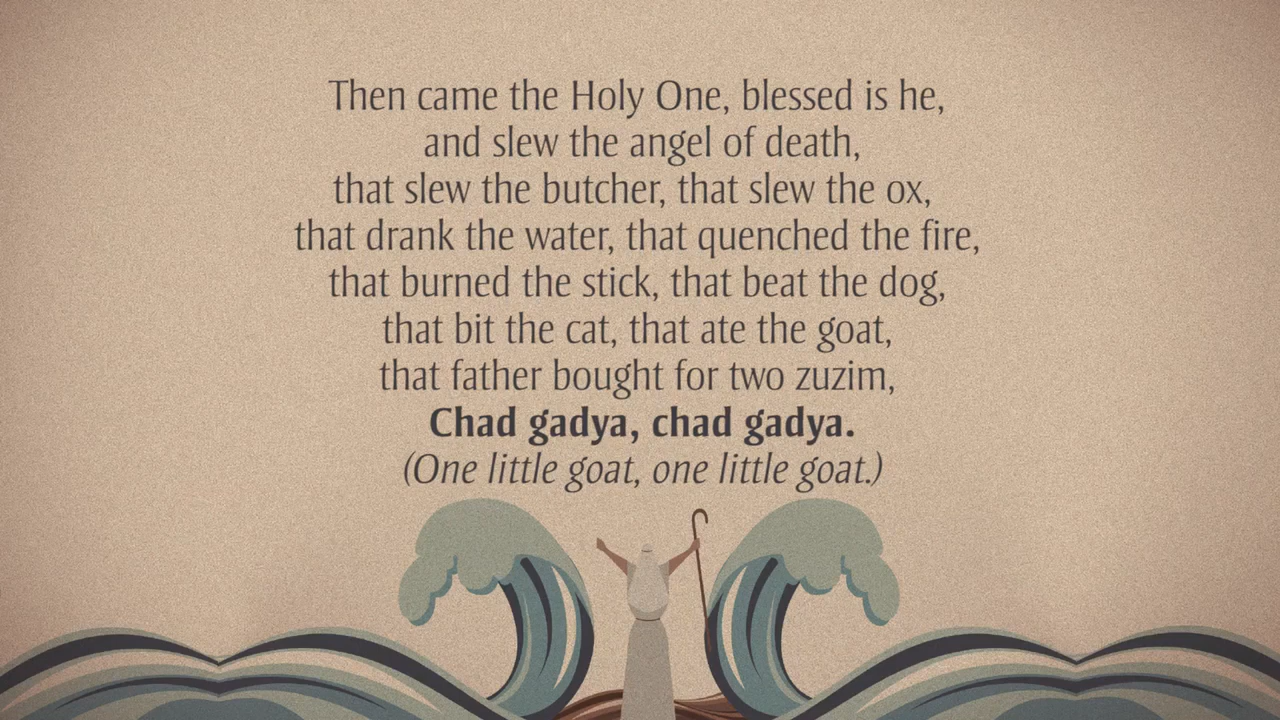 Then came the Holy One, blessed is he,
and slew the angel of death,
that slew the butcher, that slew the ox,
that drank the water, that quenched the fire,
that burned the stick, that beat the dog,
that bit the cat, that ate the goat,
that father bought for two zuzim,
Chad gadya, chad gadya.
(One little goat, one little goat.)